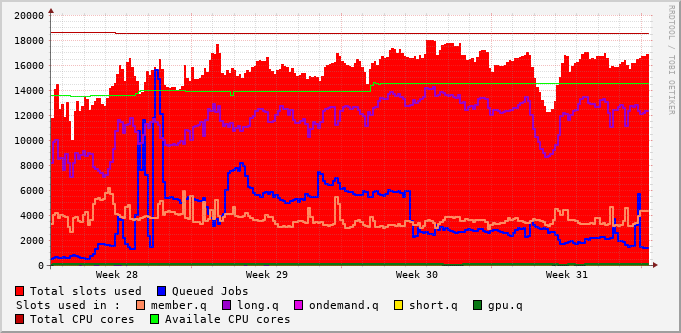 20000
18000
16000
14000
12000
10000
8000
6000
4000
2000
0
Week 28 Week 29 Week 30 Week 31
Total slots used Queued Jobs
Slots used in : member.q long.q ondemand.q short.q gpu.q
Total CPU cores Availale CPU cores
RRDTOOL / TOBI OETIKER